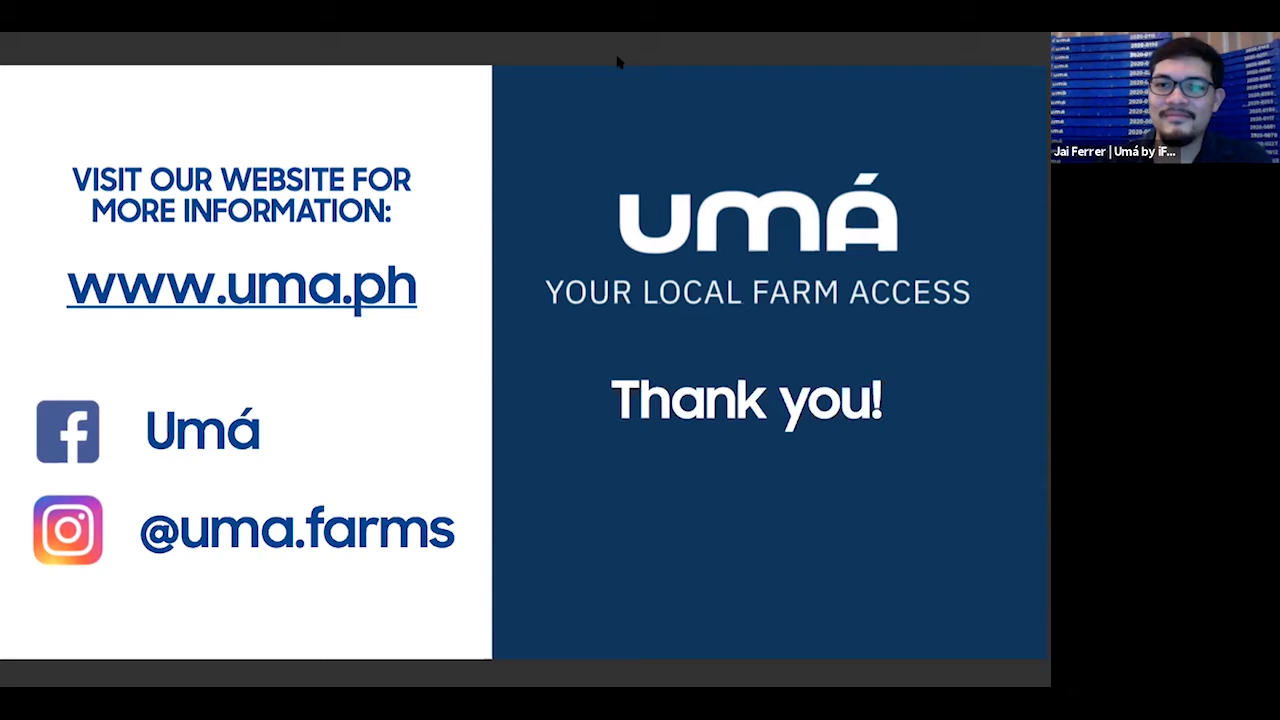 VISIT OUR WEBSITE FOR
MORE INFORMATION:
www.uma.ph
Umá
@uma.farms
UMÁ
YOUR LOCAL FARM ACCESS
Thank you!
Jai Ferrer | Umá by iF...